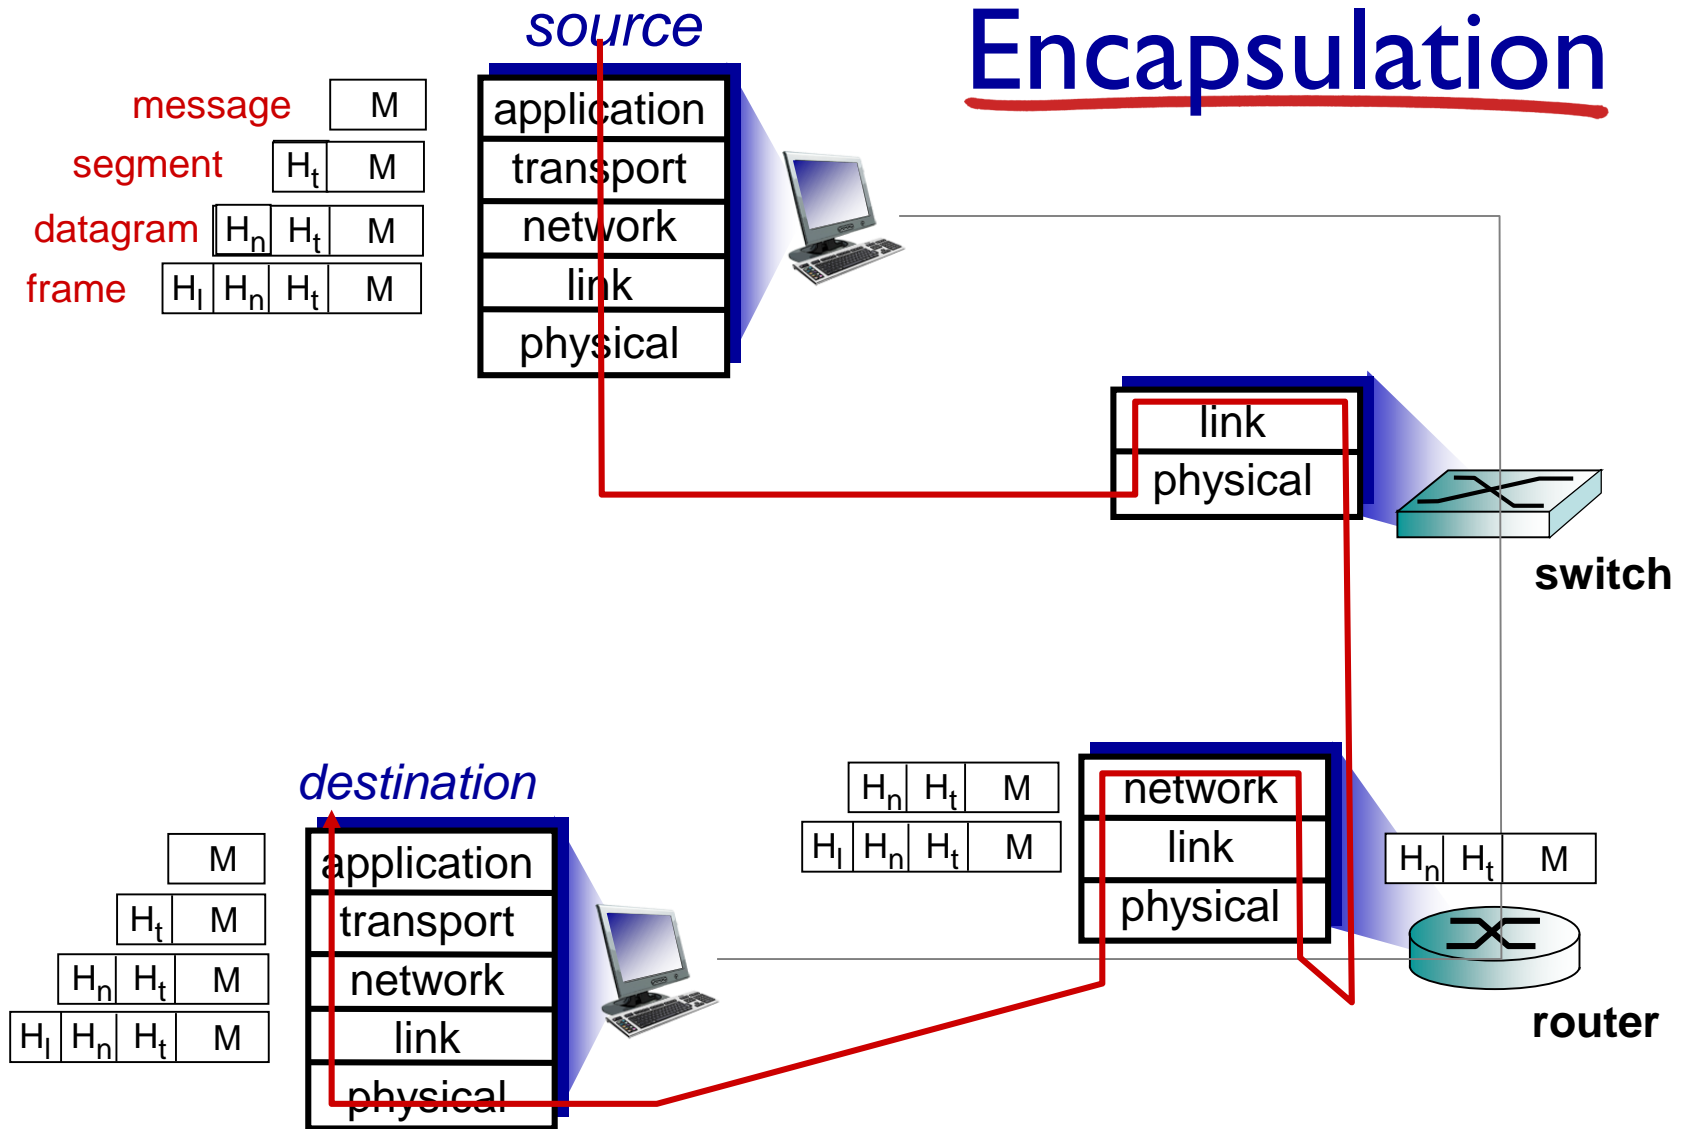 Encapsulation
source
message M
segment Ht M
datagram Hn Ht M
frame Hl Hn Ht M
application
transport
network
link
physical
link
physical
switch
destination
M
Ht M
Hn Ht M
Hl Hn Ht M
application
transport
network
link
physical
Hn Ht M
Hl Hn Ht M
network
link
physical
Hn Ht M
router